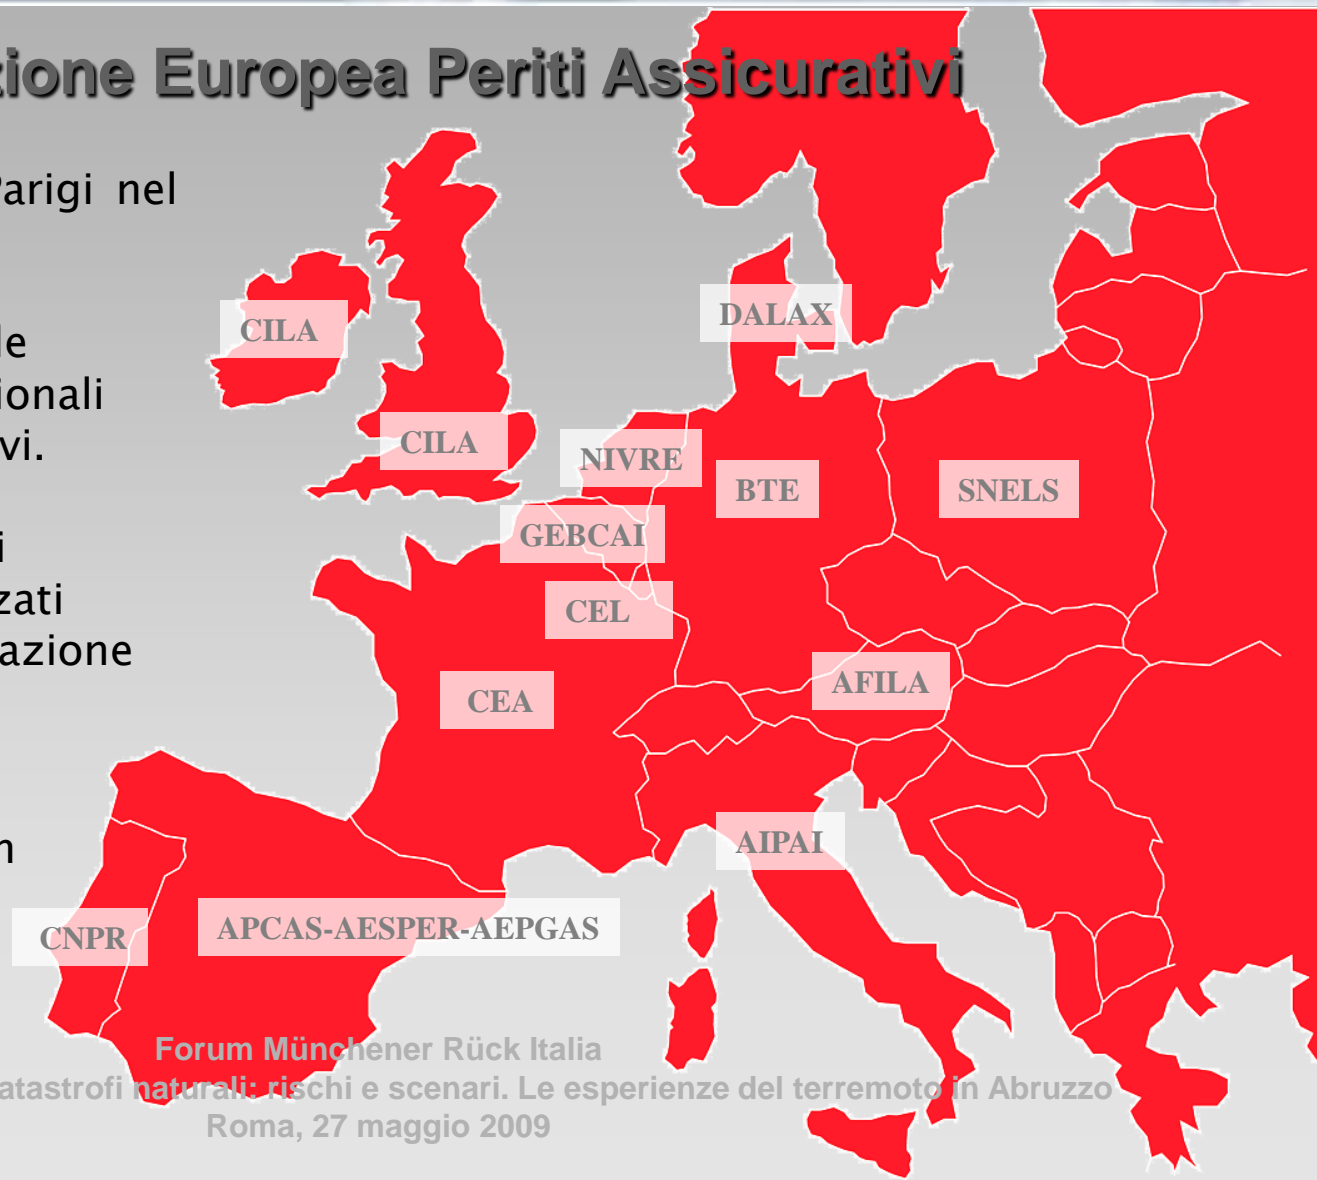 zione Europea Periti Assicurativi
Parigi nel
le
ionali
vi.
i
zati
azione
n
CILA
DALAX
CILA
NIVRE
BTE
SNELS
GEBCAI
CEL
AFILA
CEA
AIPAI
CNPR
APCAS-AESPER-AEPGAS
Forum Münchener Rück Italia
atastrofi naturali: rischi e scenari. Le esperienze del terremoto in Abruzzo
Roma, 27 maggio 2009